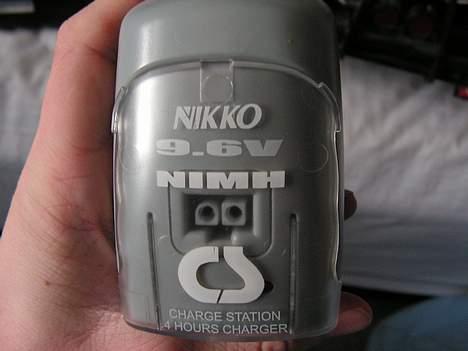 NIKKO
9.6V
NIMH
CS
CHARGE STATION
4 HOURS CHARGER